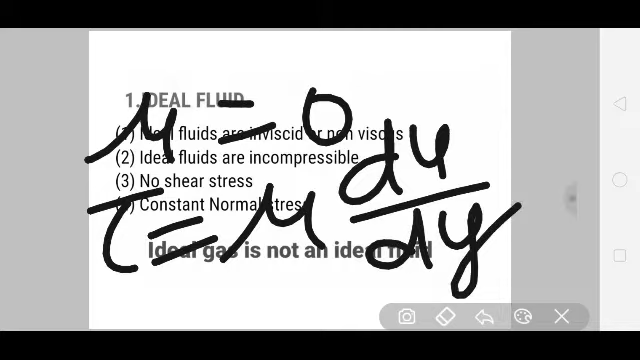 1.IDEAL FLUID
μ = 0
(1) Ideal fluids are inviscid or non viscus
(2) Ideal fluids are incompressible
(3) No shear stress
(4) Constant Normal stress
τ = μ du/dy
Ideal gas is not an ideal fluid